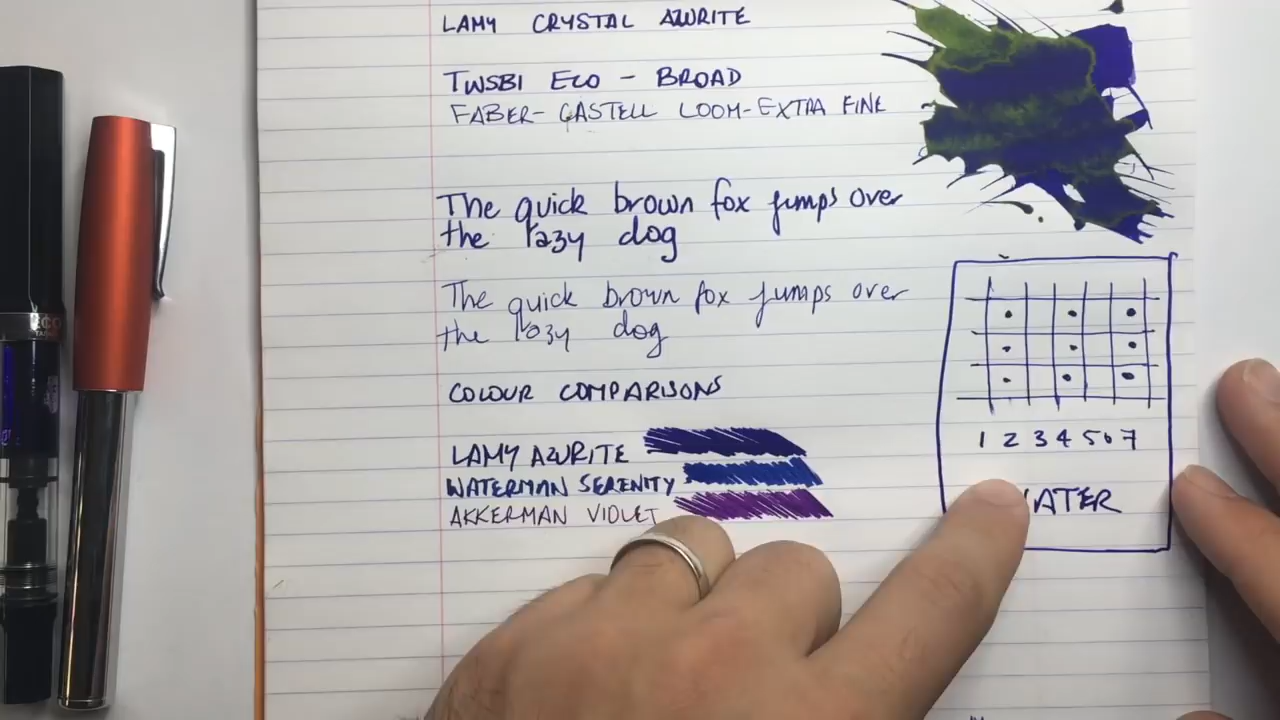 LAMY CRYSTAL AZURITE
TWSBI ECO - BROAD
FABER-CASTELL LOOM-EXTRA FINE
The quick brown fox jumps over
the lazy dog
The quick brown fox jumps over
the lazy dog
COLOUR COMPARISONS
LAMY AZURITE
WATERMAN SERENITY
AKKERMAN VIOLET
1 2 3 4 5 6 7
ATER
ECO